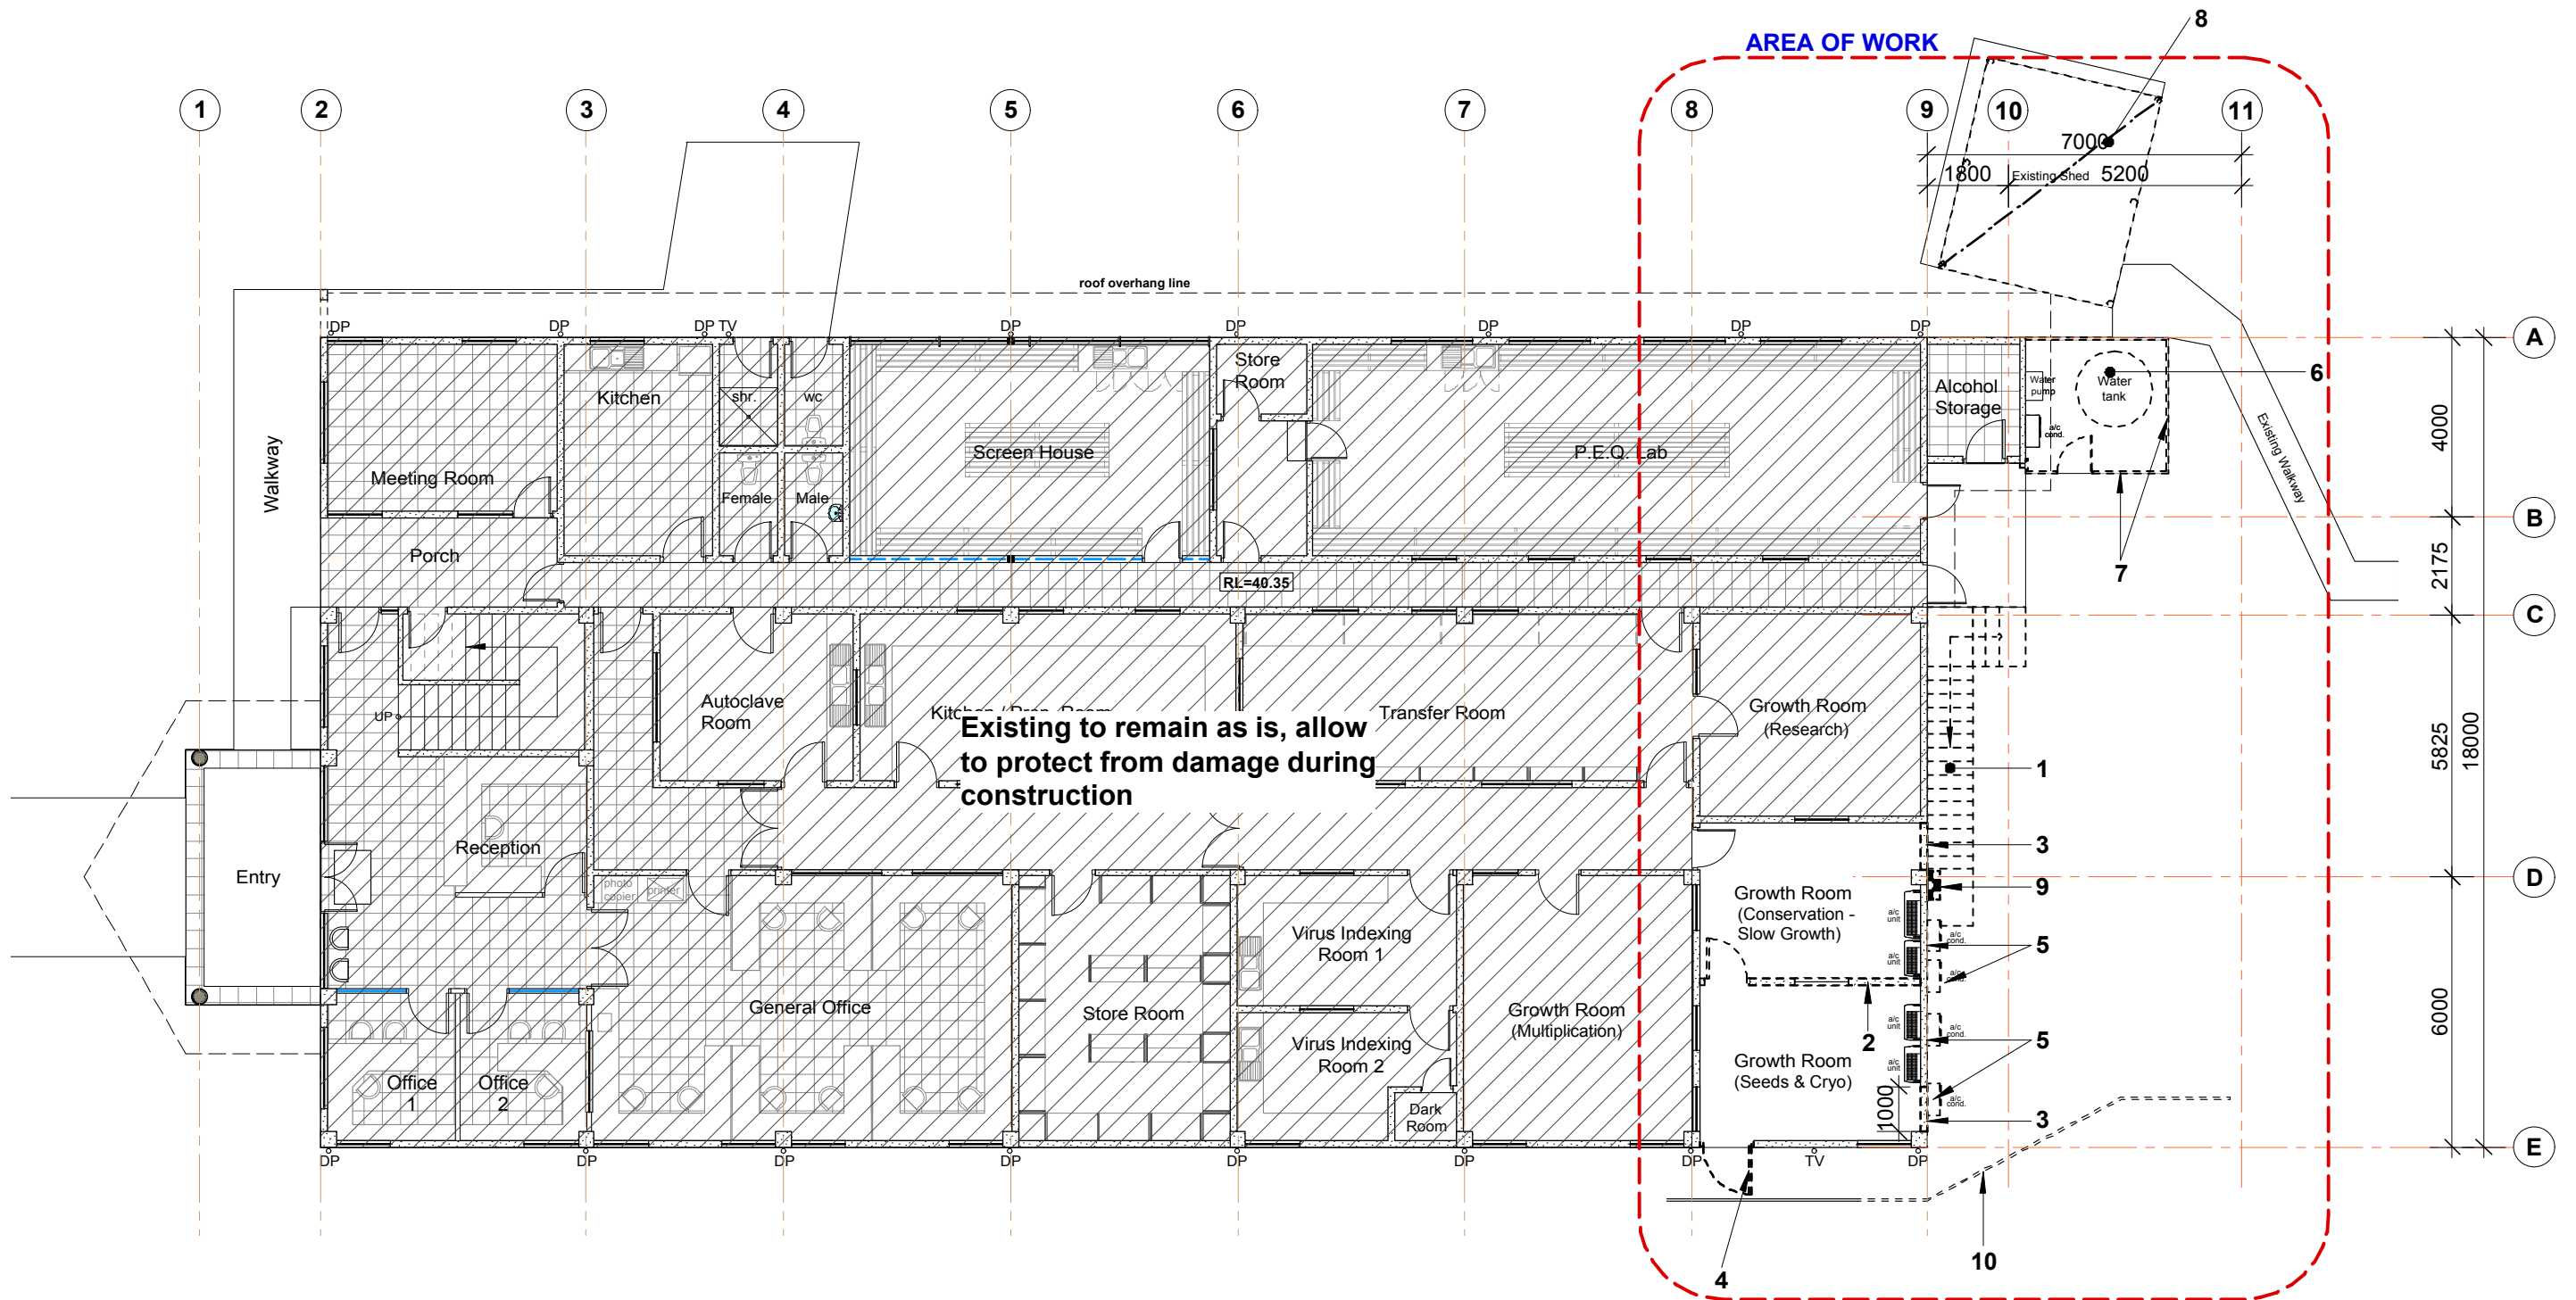 AREA OF WORK
8
1
2
3
4
5
6
7
8
9
10
11
7000
1800
Existing Shed
5200
roof overhang line
DP
DP
DP TV
DP
DP
DP
DP
DP
A
Store
Room
Kitchen
shr.
wc
Alcohol
Storage
Water
pump
Water
tank
6
a/c
cond.
4000
Walkway
Meeting Room
Screen House
P.E.Q. Lab
Existing Walkway
Female
Male
B
Porch
7
2175
RL=40.35
C
Autoclave
Room
UP
Transfer Room
Growth Room
(Research)
Existing to remain as is, allow
to protect from damage during
construction
1
5825
18000
Reception
3
Entry
photo
copier
printer
D
9
Growth Room
(Conservation -
Slow Growth)
a/c
unit
a/c
cond.
Virus Indexing
Room 1
5
a/c
unit
a/c
cond.
General Office
Store Room
Growth Room
(Multiplication)
6000
a/c
unit
a/c
cond.
2
5
Virus Indexing
Room 2
Growth Room
(Seeds & Cryo)
a/c
unit
Office
1
Office
2
a/c
cond.
Dark
Room
1000
3
E
DP
DP
DP
DP
DP
DP
DP
TV
DP
10
4